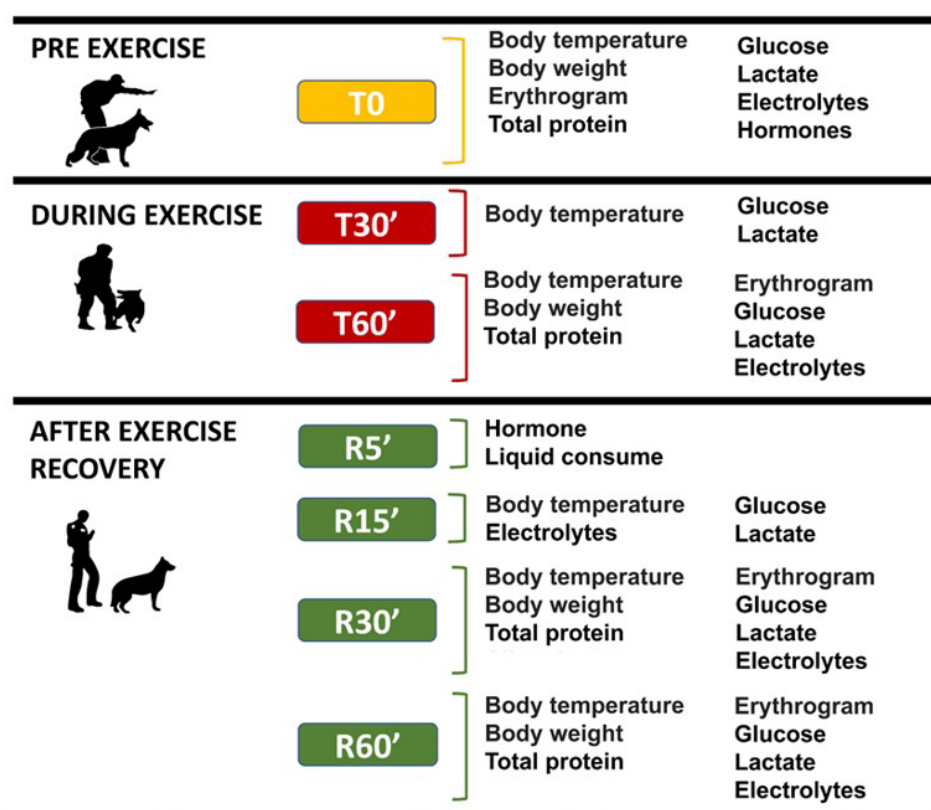 PRE EXERCISE
T0
Body temperature
Body weight
Erythrogram
Total protein
Glucose
Lactate
Electrolytes
Hormones
DURING EXERCISE
T30’
Body temperature
Glucose
Lactate
T60’
Body temperature
Body weight
Total protein
Erythrogram
Glucose
Lactate
Electrolytes
AFTER EXERCISE
RECOVERY
R5’
Hormone
Liquid consume
R15’
Body temperature
Electrolytes
Glucose
Lactate
R30’
Body temperature
Body weight
Total protein
Erythrogram
Glucose
Lactate
Electrolytes
R60’
Body temperature
Body weight
Total protein
Erythrogram
Glucose
Lactate
Electrolytes